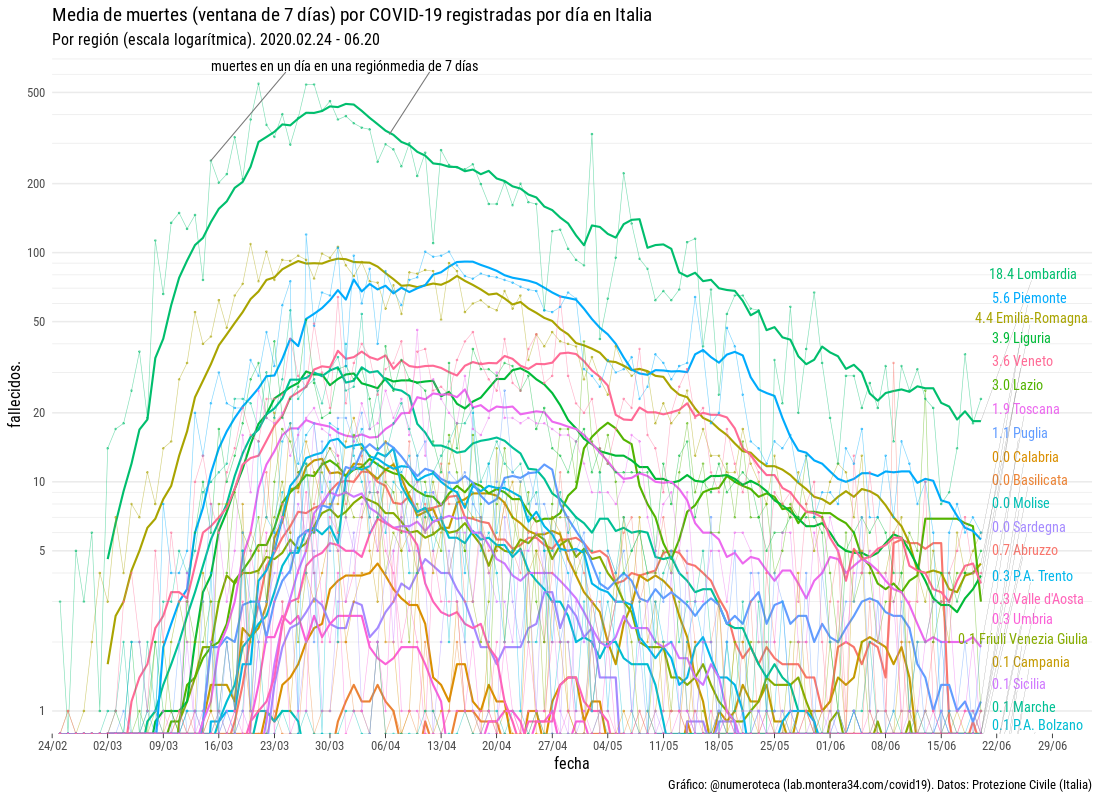 Media de muertes (ventana de 7 días) por COVID-19 registradas por día en Italia
Por región (escala logarítmica). 2020.02.24 - 06.20
muertes en un día en una región
media de 7 días
500
200
100
50
20
10
5
1
fallecidos.
18.4 Lombardia
5.6 Piemonte
4.4 Emilia-Romagna
3.9 Liguria
3.6 Veneto
3.0 Lazio
1.9 Toscana
1.1 Puglia
0.0 Calabria
0.0 Basilicata
0.0 Molise
0.0 Sardegna
0.7 Abruzzo
0.3 P.A. Trento
0.3 Valle d'Aosta
0.3 Umbria
0.1 Friuli Venezia Giulia
0.1 Campania
0.1 Sicilia
0.1 Marche
0.1 P.A. Bolzano
24/02 02/03 09/03 16/03 23/03 30/03 06/04 13/04 20/04 27/04 04/05 11/05 18/05 25/05 01/06 08/06 15/06 22/06 29/06
fecha
Gráfico: @numeroteca (lab.montera34.com/covid19). Datos: Protezione Civile (Italia)